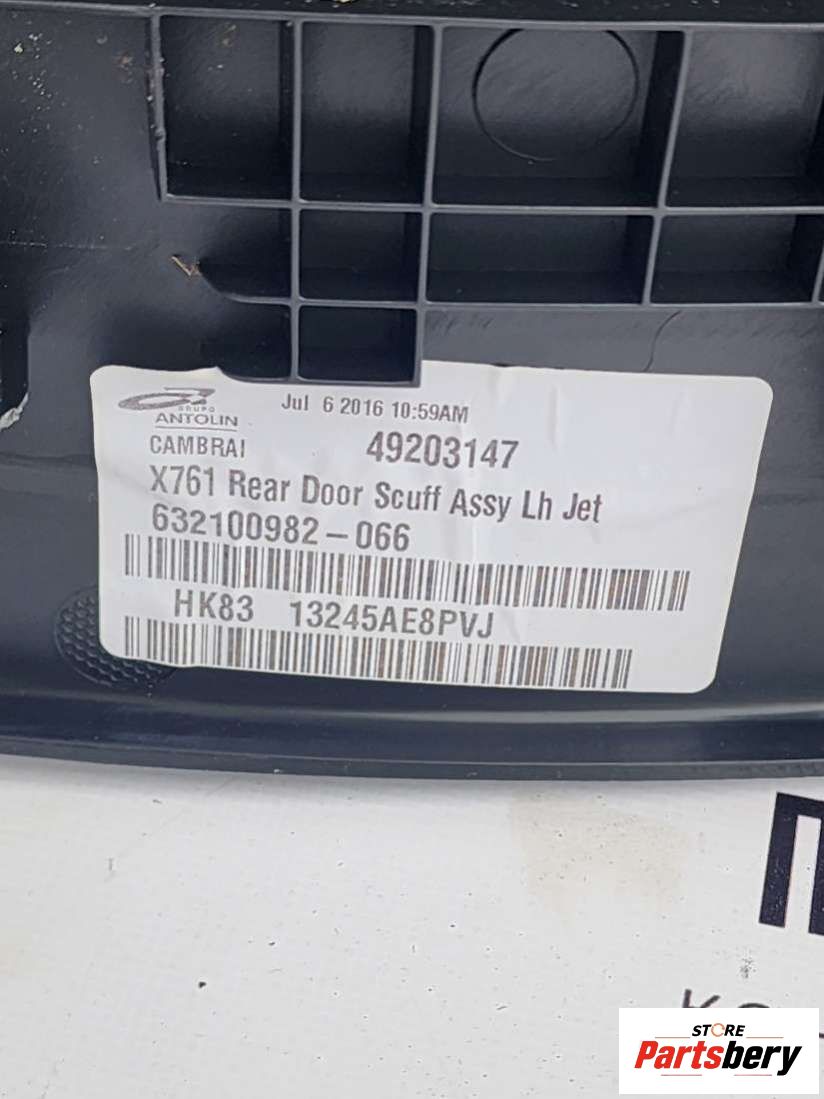 GRUPO
ANTOLIN
Jul 6 2016 10:59AM
CAMBRAI
49203147
X761 Rear Door Scuff Assy Lh Jet
632100982-066
HK83 13245AE8PVJ
STORE
Partsbery